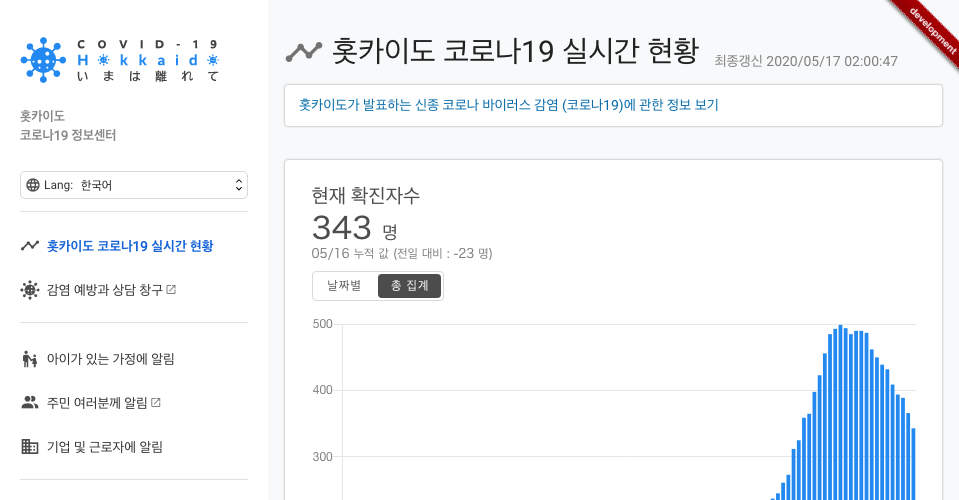 COVID-19
Hokkaido
いまは離れて
홋카이도
코로나19 정보센터
Lang: 한국어
홋카이도 코로나19 실시간 현황
감염 예방과 상담 창구
아이가 있는 가정에 알림
주민 여러분께 알림
기업 및 근로자에 알림
development
홋카이도 코로나19 실시간 현황 최종갱신 2020/05/17 02:00:47
홋카이도가 발표하는 신종 코로나 바이러스 감염 (코로나19)에 관한 정보 보기
현재 확진자수
343 명
05/16 누적 값 (전일 대비 : -23 명)
날짜별 총 집계
500
400
300